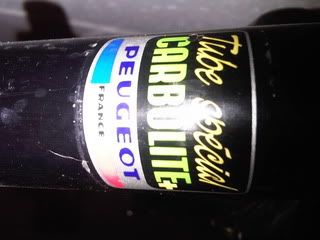 Tube spécial
CARBOLITE+
PEUGEOT
FRANCE